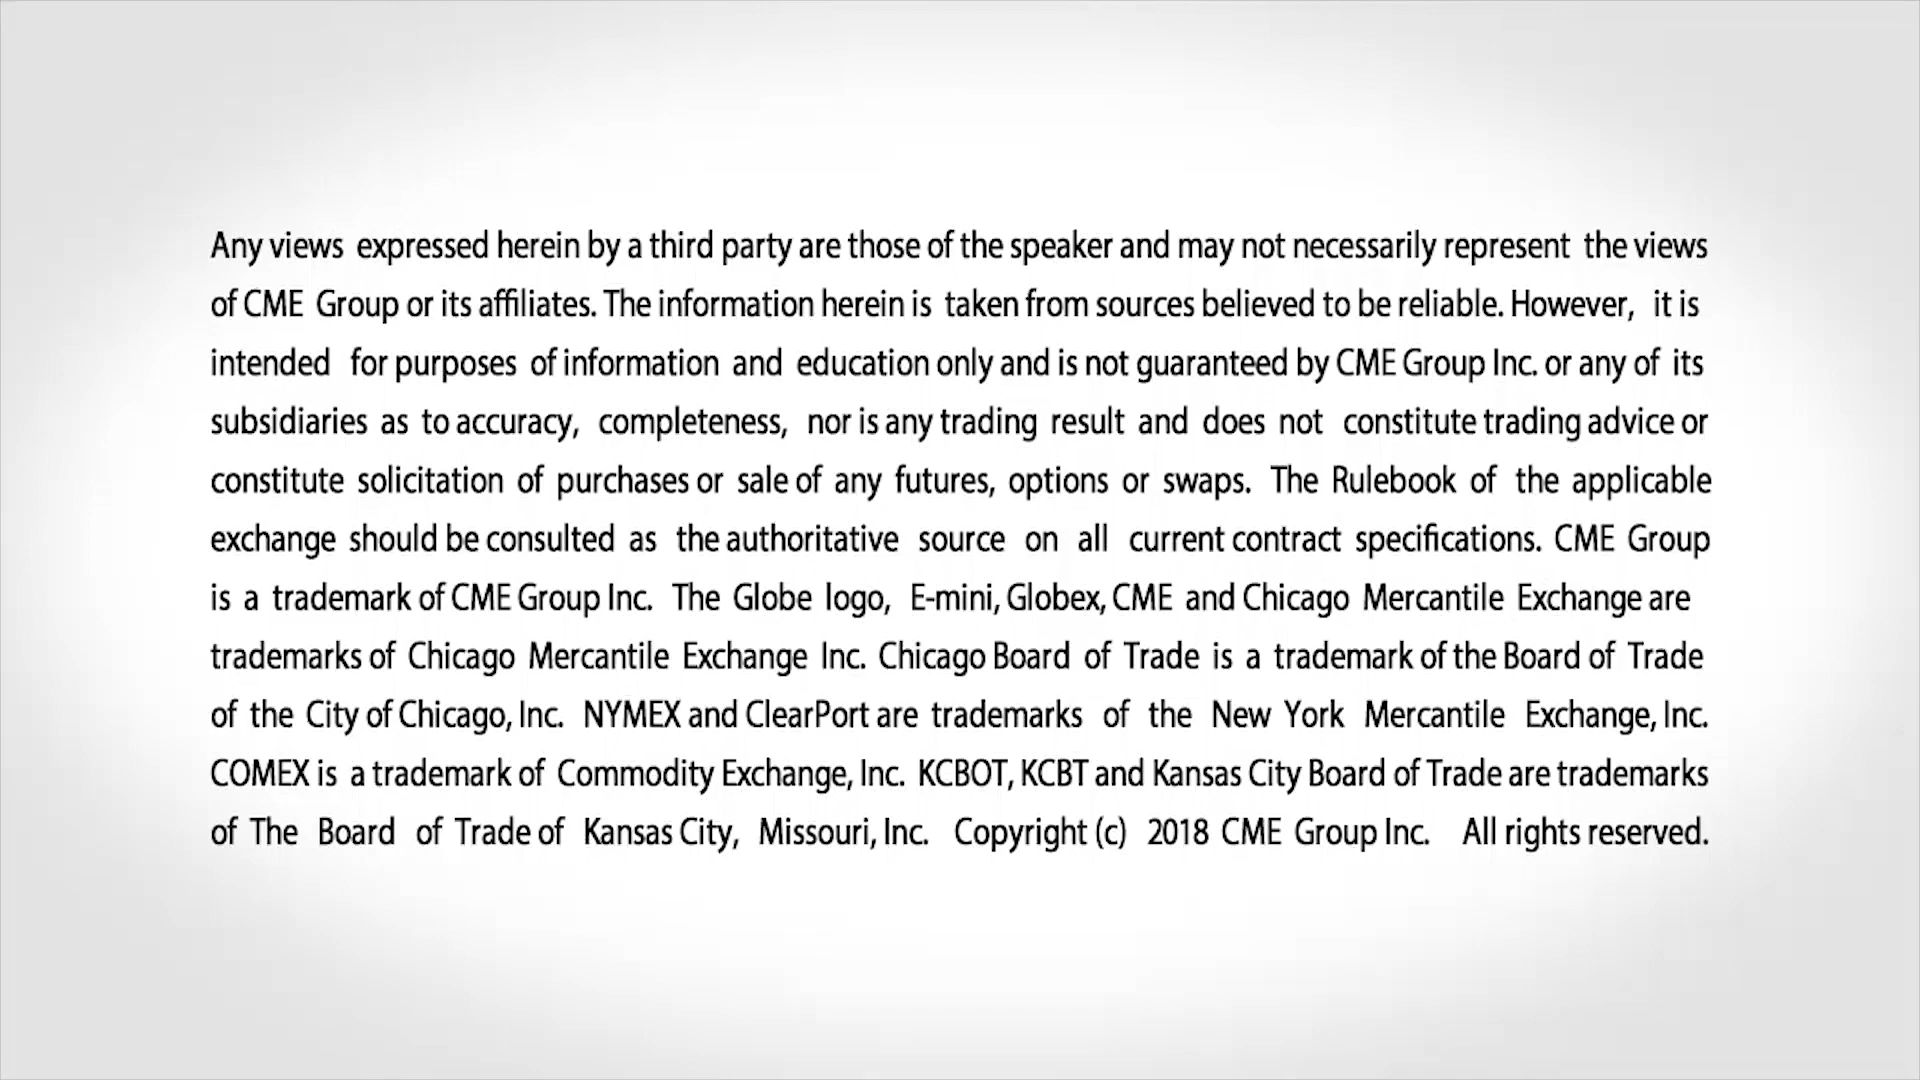 Any views expressed herein by a third party are those of the speaker and may not necessarily represent the views
of CME Group or its affiliates. The information herein is taken from sources believed to be reliable. However, it is
intended for purposes of information and education only and is not guaranteed by CME Group Inc. or any of its
subsidiaries as to accuracy, completeness, nor is any trading result and does not constitute trading advice or
constitute solicitation of purchases or sale of any futures, options or swaps. The Rulebook of the applicable
exchange should be consulted as the authoritative source on all current contract specifications. CME Group
is a trademark of CME Group Inc. The Globe logo, E-mini, Globex, CME and Chicago Mercantile Exchange are
trademarks of Chicago Mercantile Exchange Inc. Chicago Board of Trade is a trademark of the Board of Trade
of the City of Chicago, Inc. NYMEX and ClearPort are trademarks of the New York Mercantile Exchange, Inc.
COMEX is a trademark of Commodity Exchange, Inc. KCBOT, KCBT and Kansas City Board of Trade are trademarks
of The Board of Trade of Kansas City, Missouri, Inc. Copyright (c) 2018 CME Group Inc. All rights reserved.